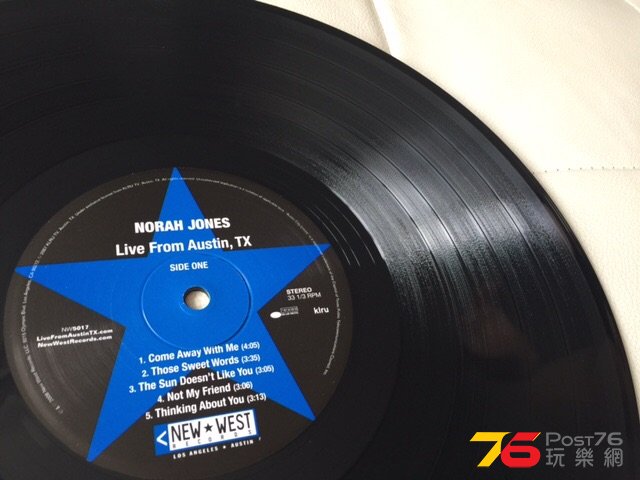 NORAH JONES
Live From Austin, TX
SIDE ONE
NW5017
LiveFromAustinTX.com
NewWestRecords.com
STEREO
33 1/3 RPM
klru
1. Come Away With Me (4:05)
2. Those Sweet Words (3:35)
3. The Sun Doesn't Like You (3:05)
4. Not My Friend (3:06)
5. Thinking About You (3:13)
NEW★WEST
RECORDS
LOS ANGELES • AUSTIN
76 Post76
玩樂網